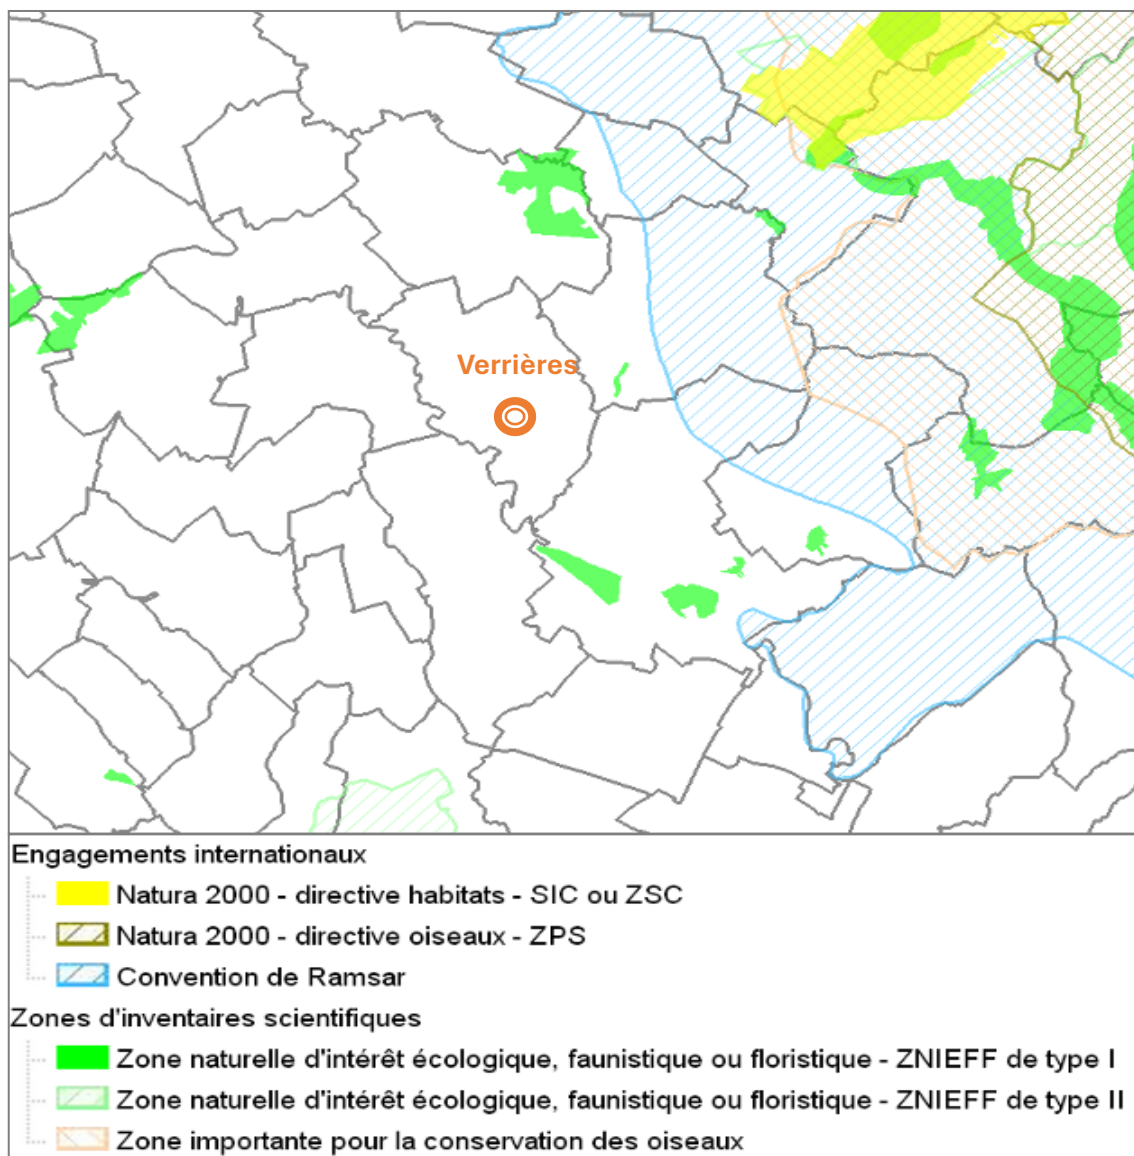 Verrières
Engagements internationaux
Natura 2000 - directive habitats - SIC ou ZSC
Natura 2000 - directive oiseaux - ZPS
Convention de Ramsar
Zones d'inventaires scientifiques
Zone naturelle d'intérêt écologique, faunistique ou floristique - ZNIEFF de type I
Zone naturelle d'intérêt écologique, faunistique ou floristique - ZNIEFF de type II
Zone importante pour la conservation des oiseaux